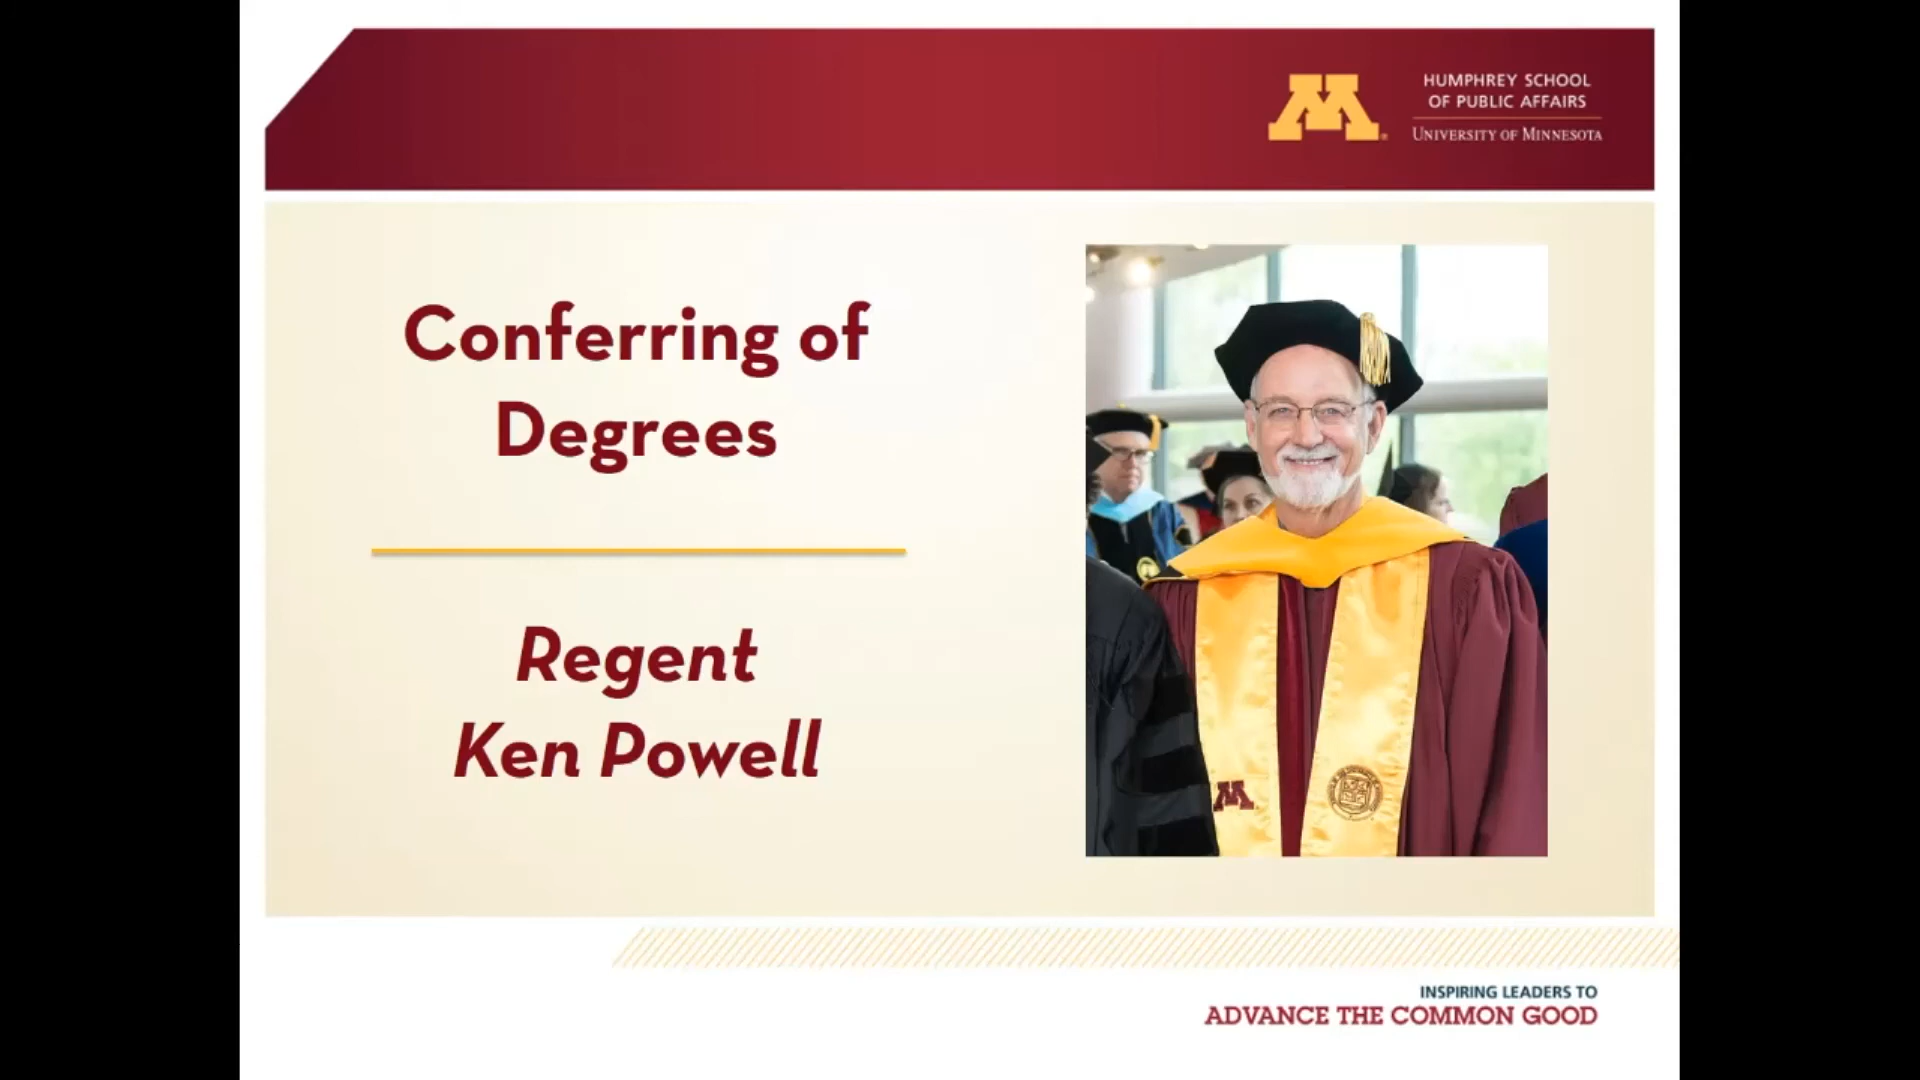 HUMPHREY SCHOOL
OF PUBLIC AFFAIRS
UNIVERSITY OF MINNESOTA
Conferring of
Degrees
Regent
Ken Powell
INSPIRING LEADERS TO
ADVANCE THE COMMON GOOD